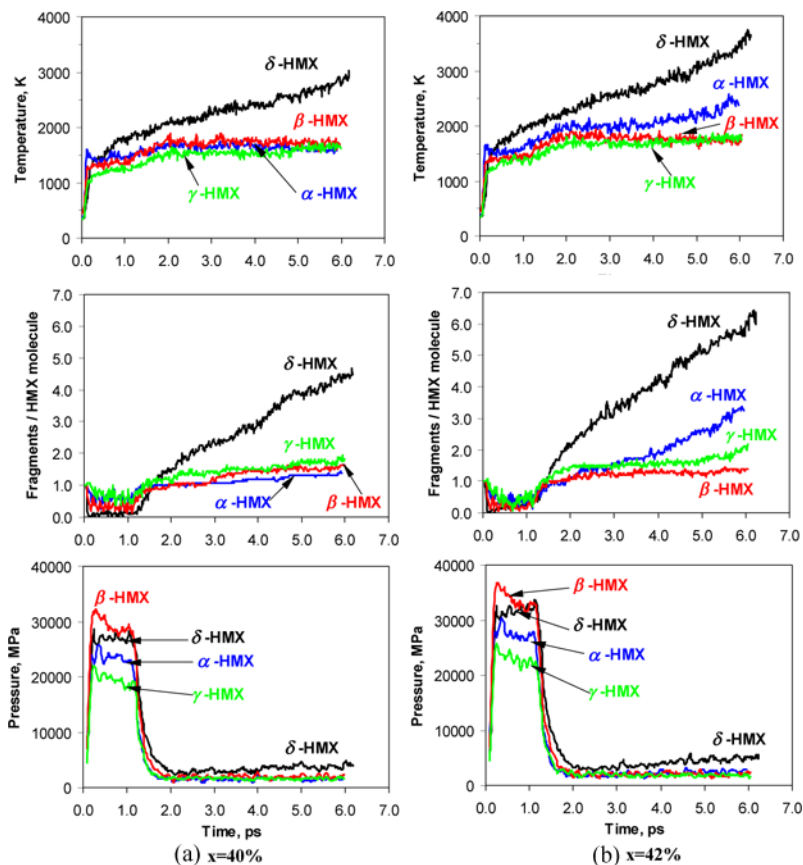 4000
3000
2000
1000
0
Temperature, K
δ-HMX
β-HMX
γ-HMX
α-HMX
0.0 1.0 2.0 3.0 4.0 5.0 6.0 7.0
4000
3000
2000
1000
0
Temperature, K
δ-HMX
α-HMX
β-HMX
γ-HMX
0.0 1.0 2.0 3.0 4.0 5.0 6.0 7.0
7.0
6.0
5.0
4.0
3.0
2.0
1.0
0.0
Fragments / HMX molecule
δ-HMX
γ-HMX
α-HMX
β-HMX
0.0 1.0 2.0 3.0 4.0 5.0 6.0 7.0
7.0
6.0
5.0
4.0
3.0
2.0
1.0
0.0
Fragments / HMX molecule
δ-HMX
α-HMX
γ-HMX
β-HMX
0.0 1.0 2.0 3.0 4.0 5.0 6.0 7.0
40000
30000
20000
10000
0
Pressure, MPa
β-HMX
δ-HMX
α-HMX
γ-HMX
δ-HMX
0.0 1.0 2.0 3.0 4.0 5.0 6.0 7.0
Time, ps
(a) x=40%
40000
30000
20000
10000
0
Pressure, MPa
β-HMX
δ-HMX
α-HMX
γ-HMX
δ-HMX
0.0 1.0 2.0 3.0 4.0 5.0 6.0 7.0
Time, ps
(b) x=42%